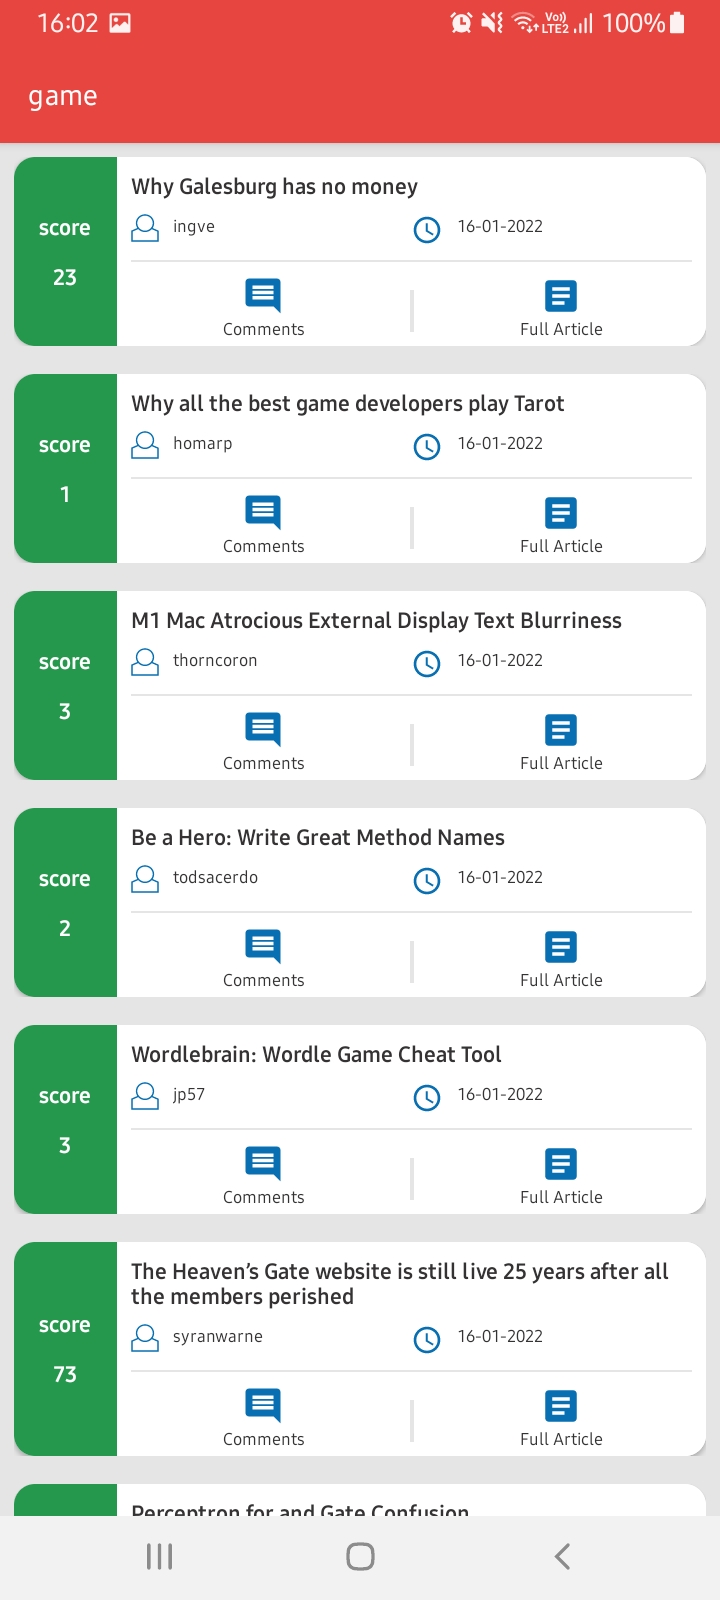 16:02
Vo))
LTE2
100%
game
Why Galesburg has no money
score
23
ingve
16-01-2022
Comments
Full Article
Why all the best game developers play Tarot
score
1
homarp
16-01-2022
Comments
Full Article
M1 Mac Atrocious External Display Text Blurriness
score
3
thorncoron
16-01-2022
Comments
Full Article
Be a Hero: Write Great Method Names
score
2
todsacerdo
16-01-2022
Comments
Full Article
Wordlebrain: Wordle Game Cheat Tool
score
3
jp57
16-01-2022
Comments
Full Article
The Heaven’s Gate website is still live 25 years after all
the members perished
score
73
syranwarne
16-01-2022
Comments
Full Article
Perceptron for and Gate Confusion